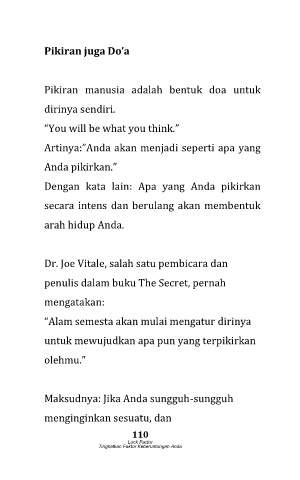 Pikiran juga Do'a
Pikiran manusia adalah bentuk doa untuk
dirinya sendiri.
“You will be what you think.”
Artinya:“Anda akan menjadi seperti apa yang
Anda pikirkan.”
Dengan kata lain: Apa yang Anda pikirkan
secara intens dan berulang akan membentuk
arah hidup Anda.
Dr. Joe Vitale, salah satu pembicara dan
penulis dalam buku The Secret, pernah
mengatakan:
“Alam semesta akan mulai mengatur dirinya
untuk mewujudkan apa pun yang terpikirkan
olehmu.”
Maksudnya: Jika Anda sungguh-sungguh
menginginkan sesuatu, dan
110
Luck Factor
Tingkatkan Faktor Keberuntungan Anda